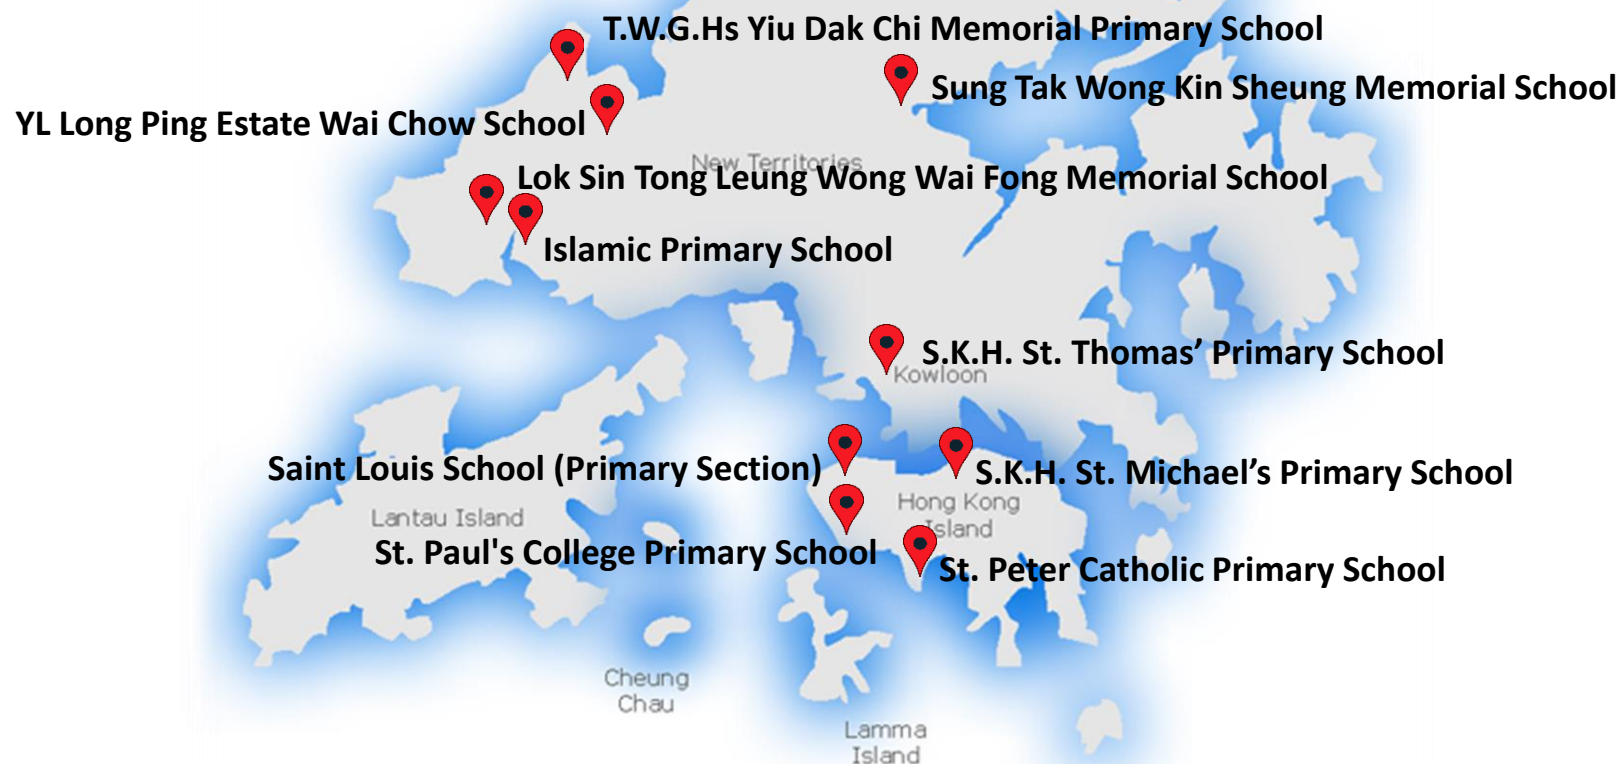 T.W.G.Hs Yiu Dak Chi Memorial Primary School
Sung Tak Wong Kin Sheung Memorial School
YL Long Ping Estate Wai Chow School
New Territories
Lok Sin Tong Leung Wong Wai Fong Memorial School
Islamic Primary School
S.K.H. St. Thomas’ Primary School
Kowloon
Saint Louis School (Primary Section)
S.K.H. St. Michael’s Primary School
Hong Kong
Island
Lantau Island
St. Paul's College Primary School
St. Peter Catholic Primary School
Cheung
Chau
Lamma
Island